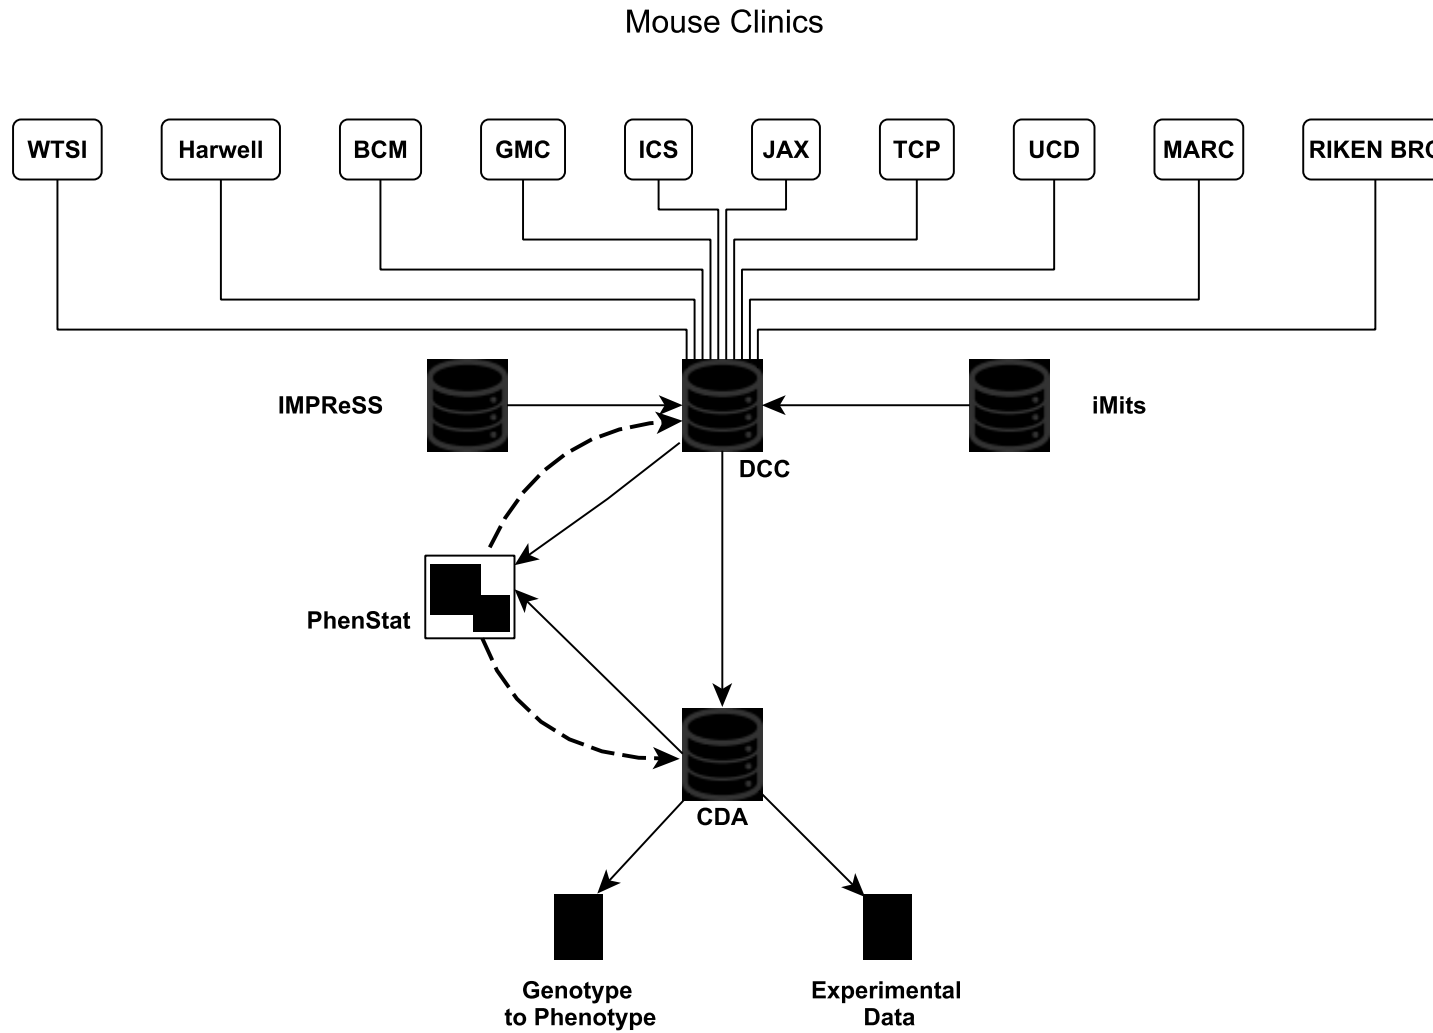 Mouse Clinics
WTSI
Harwell
BCM
GMC
ICS
JAX
TCP
UCD
MARC
RIKEN BRC
IMPReSS
iMits
DCC
PhenStat
CDA
Genotype
to Phenotype
Experimental
Data